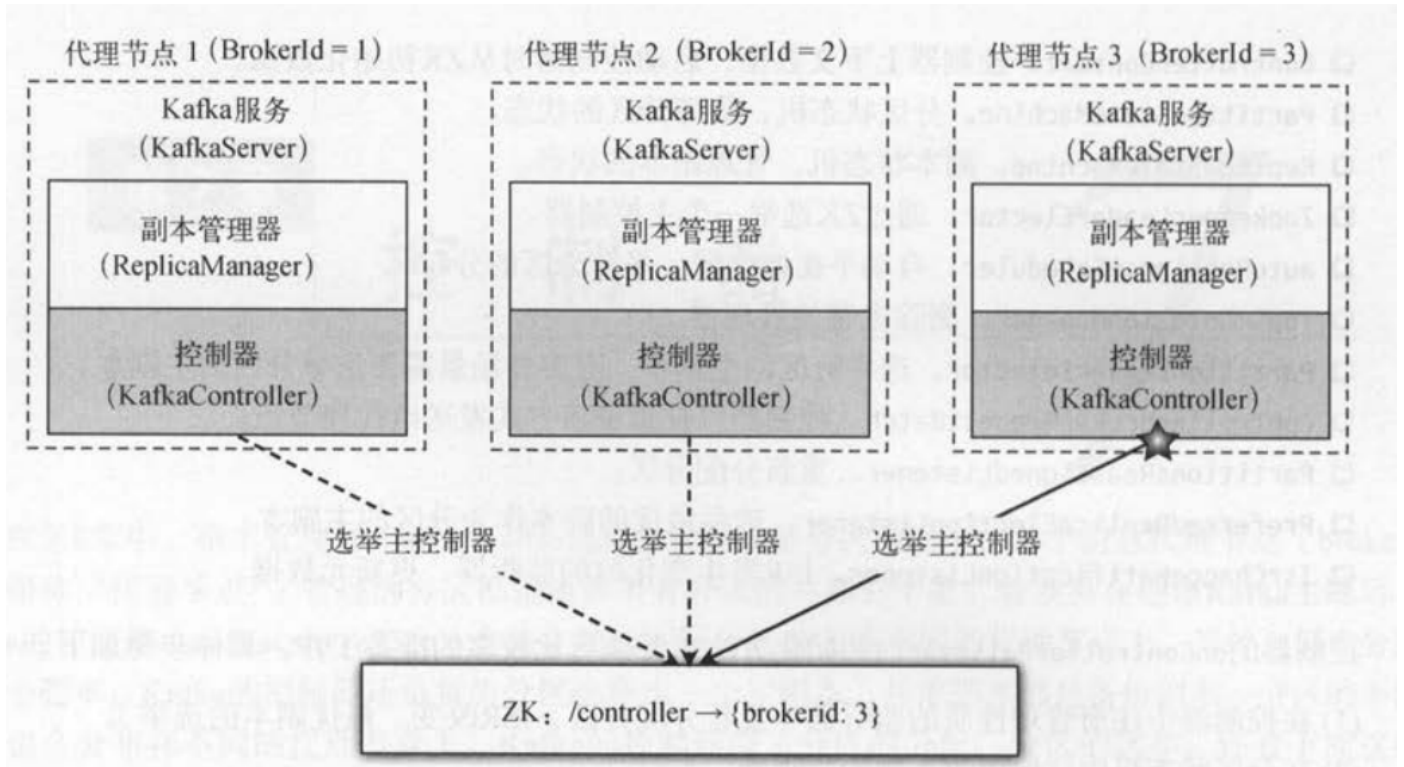 代理节点 1（BrokerId = 1）
代理节点 2（BrokerId = 2）
代理节点 3（BrokerId = 3）
Kafka服务
（KafkaServer）
副本管理器
（ReplicaManager）
控制器
（KafkaController）
Kafka服务
（KafkaServer）
副本管理器
（ReplicaManager）
控制器
（KafkaController）
Kafka服务
（KafkaServer）
副本管理器
（ReplicaManager）
控制器
（KafkaController）
选举主控制器
选举主控制器
选举主控制器
ZK：/controller → {brokerid: 3}